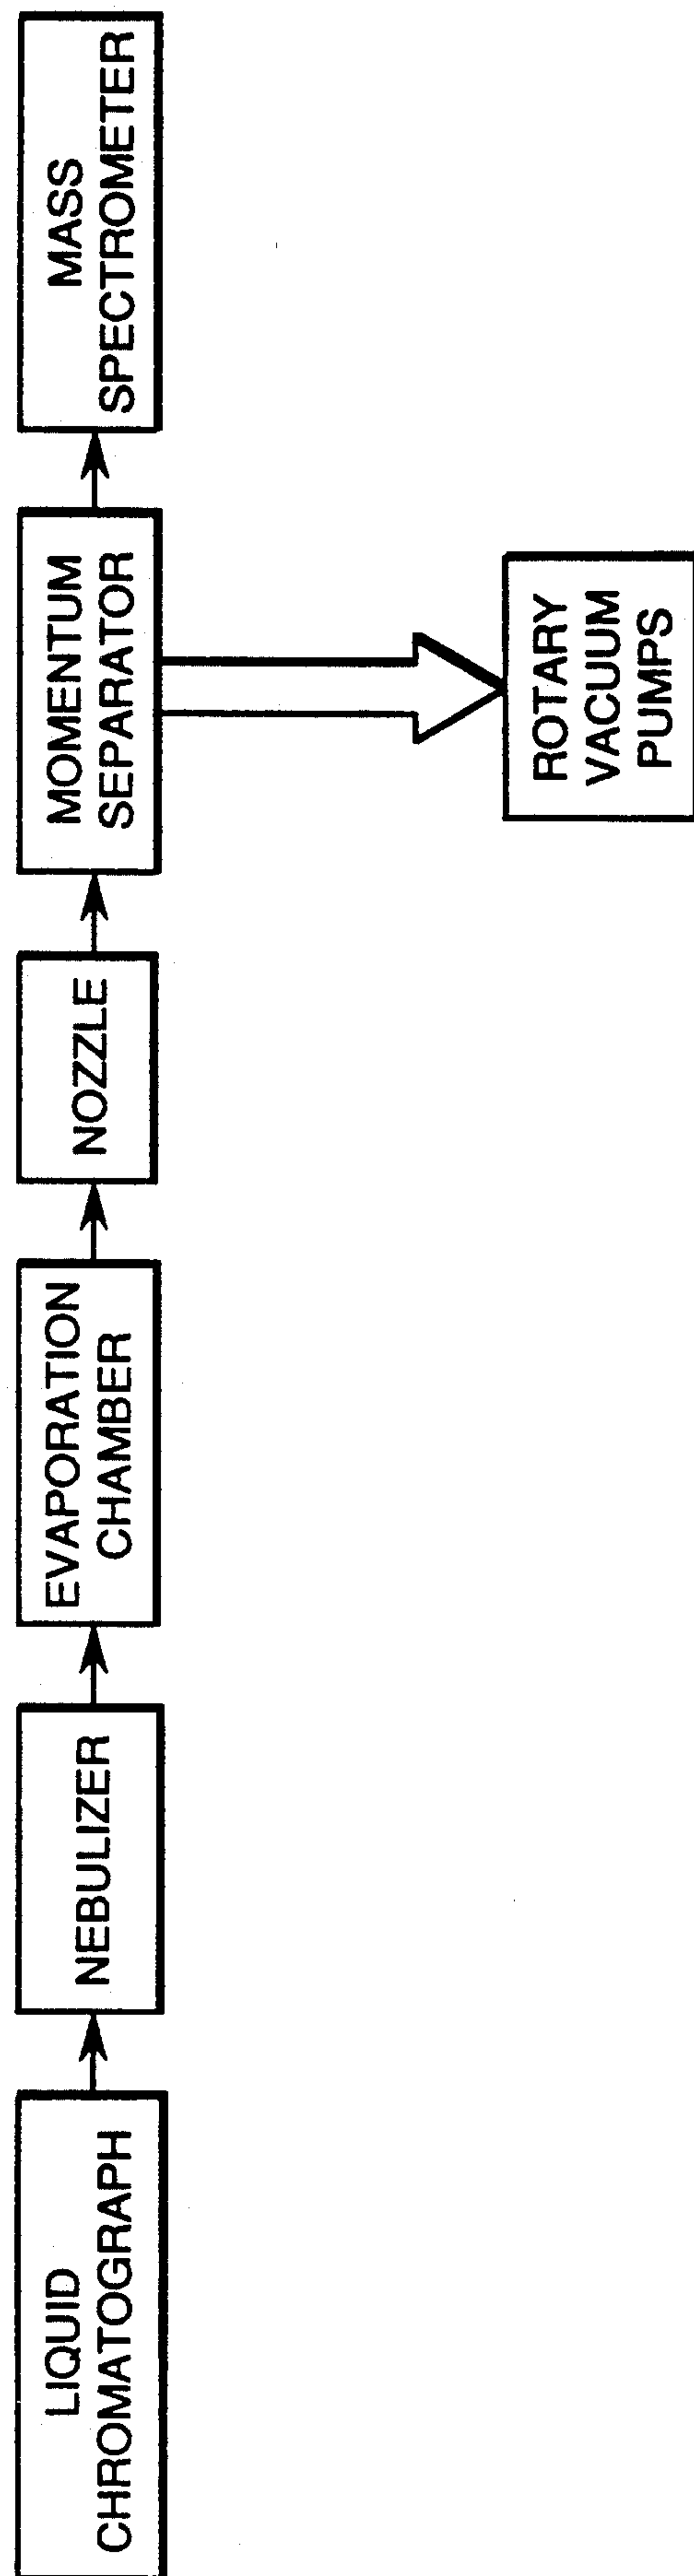 LIQUID
CHROMATOGRAPH
NEBULIZER
EVAPORATION
CHAMBER
NOZZLE
MOMENTUM
SEPARATOR
MASS
SPECTROMETER
ROTARY
VACUUM
PUMPS